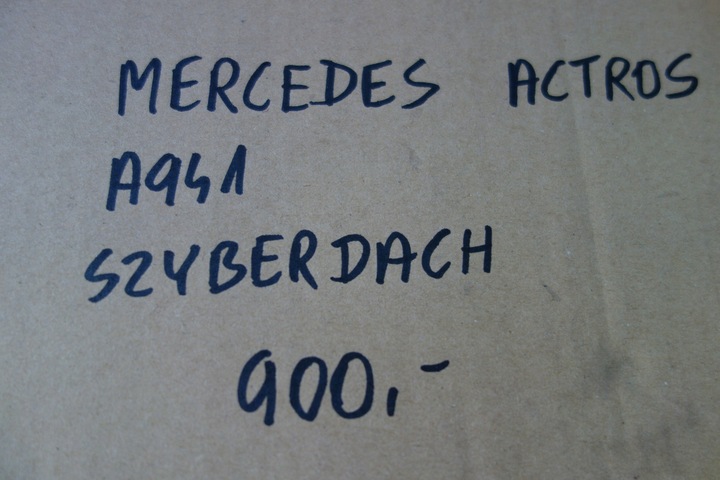 MERCEDES ACTROS
A941
SZYBERDACH
900,-